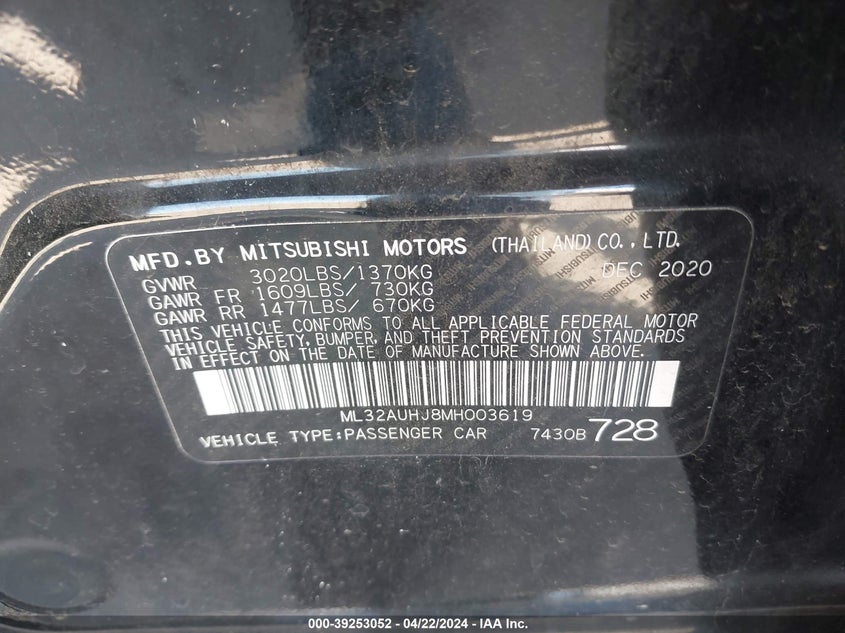 MFD.BY MITSUBISHI MOTORS (THAILAND)CO.,LTD.
GVWR 3020LBS/1370KG DEC 2020
GAWR FR 1609LBS/ 730KG
GAWR RR 1477LBS/ 670KG
THIS VEHICLE CONFORMS TO ALL APPLICABLE FEDERAL MOTOR
VEHICLE SAFETY, BUMPER, AND THEFT PREVENTION STANDARDS
IN EFFECT ON THE DATE OF MANUFACTURE SHOWN ABOVE.
ML32AUHJ8MH003619
VEHICLE TYPE:PASSENGER CAR 7430B 728
000-39253052 - 04/22/2024 - IAA Inc.